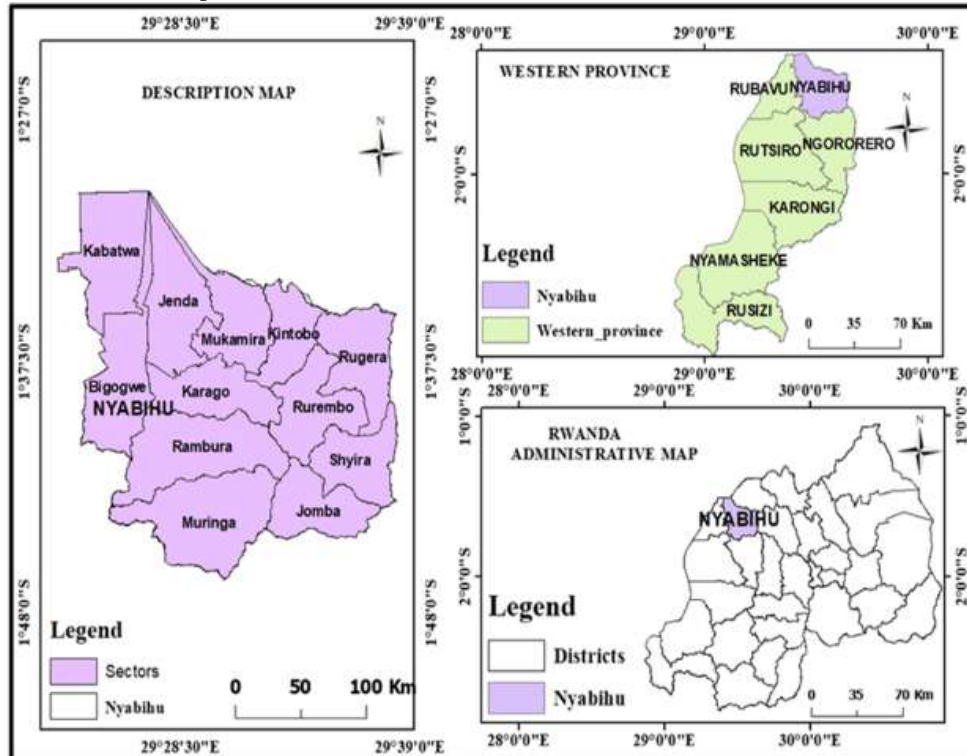 29°28'30"E
29°39'0"E
DESCRIPTION MAP
N
1°27'0"S
1°27'0"S
Kabatwa
Jenda
Mukamira
Kintobo
Rugera
1°37'30"S
1°37'30"S
Bigogwe
Karago
NYABIHU
Rurembo
Rambura
Shyira
Muringa
Jomba
1°48'0"S
1°48'0"S
Legend
Sectors
Nyabihu
0 50 100 Km
29°28'30"E
29°39'0"E
28°0'0"E
29°0'0"E
30°0'0"E
WESTERN PROVINCE
RUBAVU
NYABIHU
N
RUTSIRO
NGORORERO
2°0'0"S
2°0'0"S
KARONGI
Legend
NYAMASHEKE
Nyabihu
RUSIZI
Western_province
0 35 70 Km
28°0'0"E
29°0'0"E
30°0'0"E
28°0'0"E
29°0'0"E
30°0'0"E
1°0'0"S
1°0'0"S
RWANDA
ADMINISTRATIVE MAP
N
NYABIHU
2°0'0"S
2°0'0"S
Legend
Districts
Nyabihu
0 35 70 Km
28°0'0"E
29°0'0"E
30°0'0"E